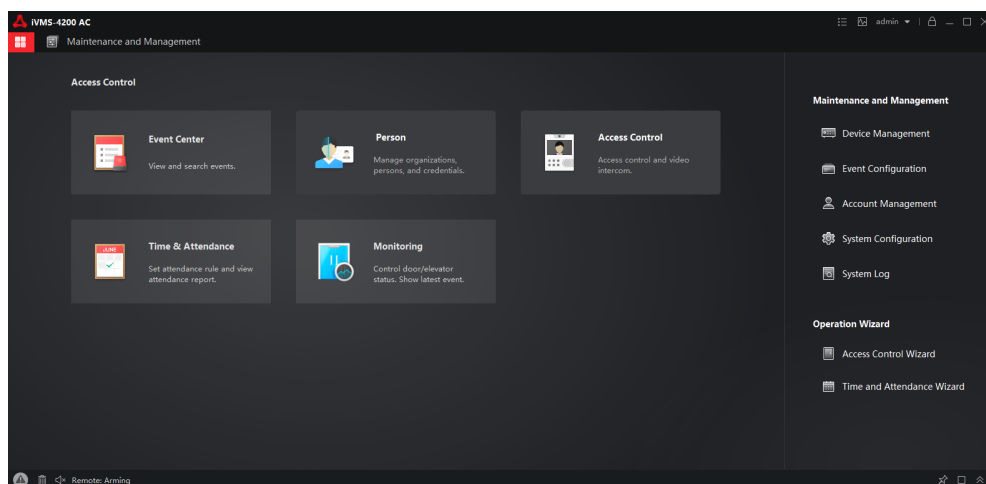 iVMS-4200 AC
admin
Maintenance and Management
Access Control
Event Center
View and search events.
Person
Manage organizations,
persons, and credentials.
Access Control
Access control and video
intercom.
JUNE
Time & Attendance
Set attendance rule and view
attendance report.
Monitoring
Control door/elevator
status. Show latest event.
Maintenance and Management
Device Management
Event Configuration
Account Management
System Configuration
System Log
Operation Wizard
Access Control Wizard
Time and Attendance Wizard
Remote: Arming